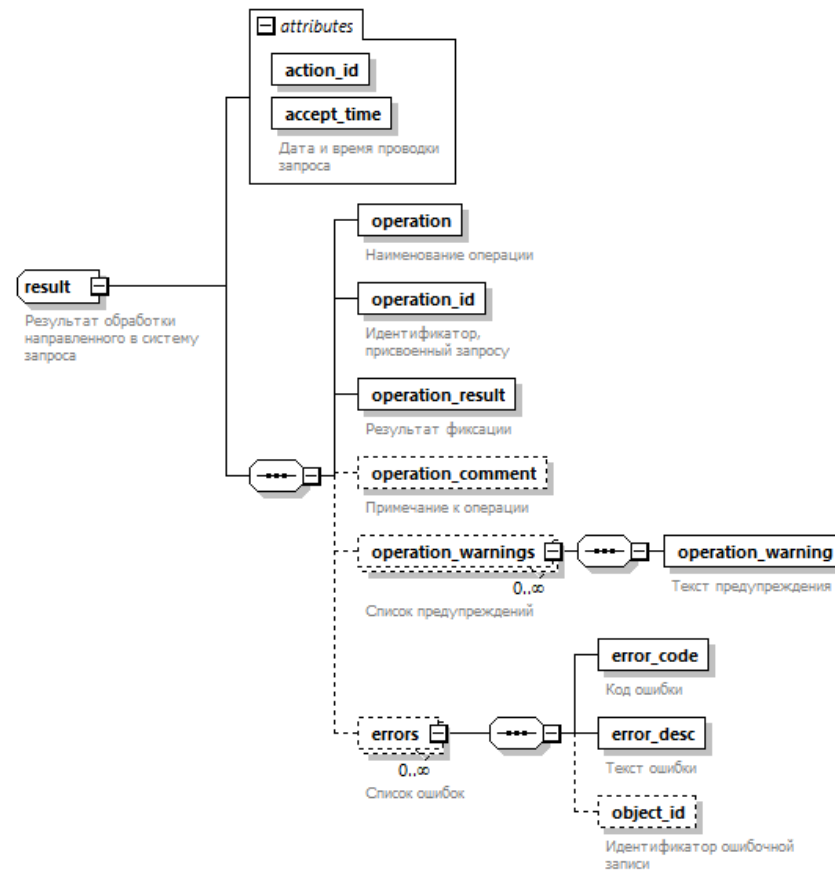 attributes
action_id
accept_time
Дата и время проводки
запроса
operation
Наименование операции
result
Результат обработки
направленного в систему
запроса
operation_id
Идентификатор,
присвоенный запросу
operation_result
Результат фиксации
operation_comment
Примечание к операции
operation_warnings
0..∞
Список предупреждений
operation_warning
Текст предупреждения
errors
0..∞
Список ошибок
error_code
Код ошибки
error_desc
Текст ошибки
object_id
Идентификатор ошибочной
записи